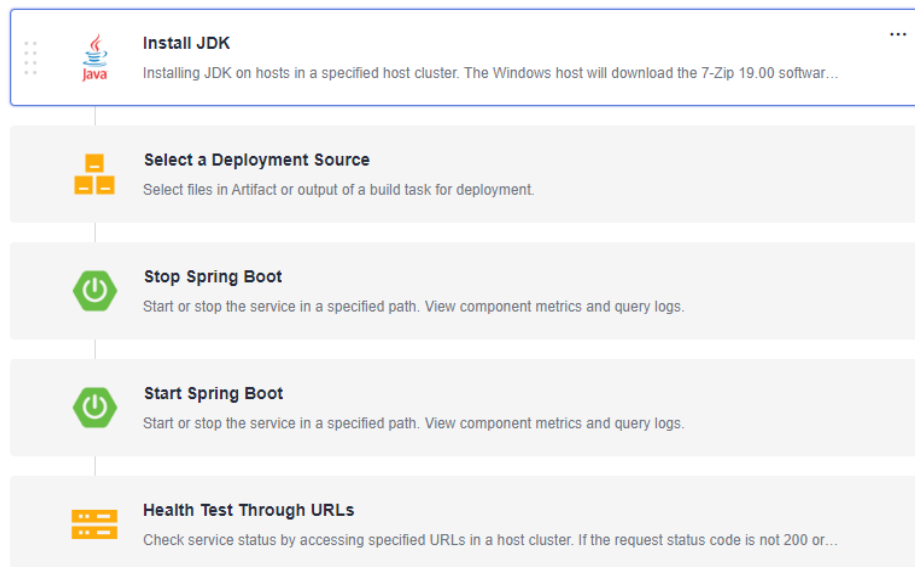 Install JDK
...
Java
Installing JDK on hosts in a specified host cluster. The Windows host will download the 7-Zip 19.00 softwar...
Select a Deployment Source
Select files in Artifact or output of a build task for deployment.
Stop Spring Boot
Start or stop the service in a specified path. View component metrics and query logs.
Start Spring Boot
Start or stop the service in a specified path. View component metrics and query logs.
Health Test Through URLs
Check service status by accessing specified URLs in a host cluster. If the request status code is not 200 or...